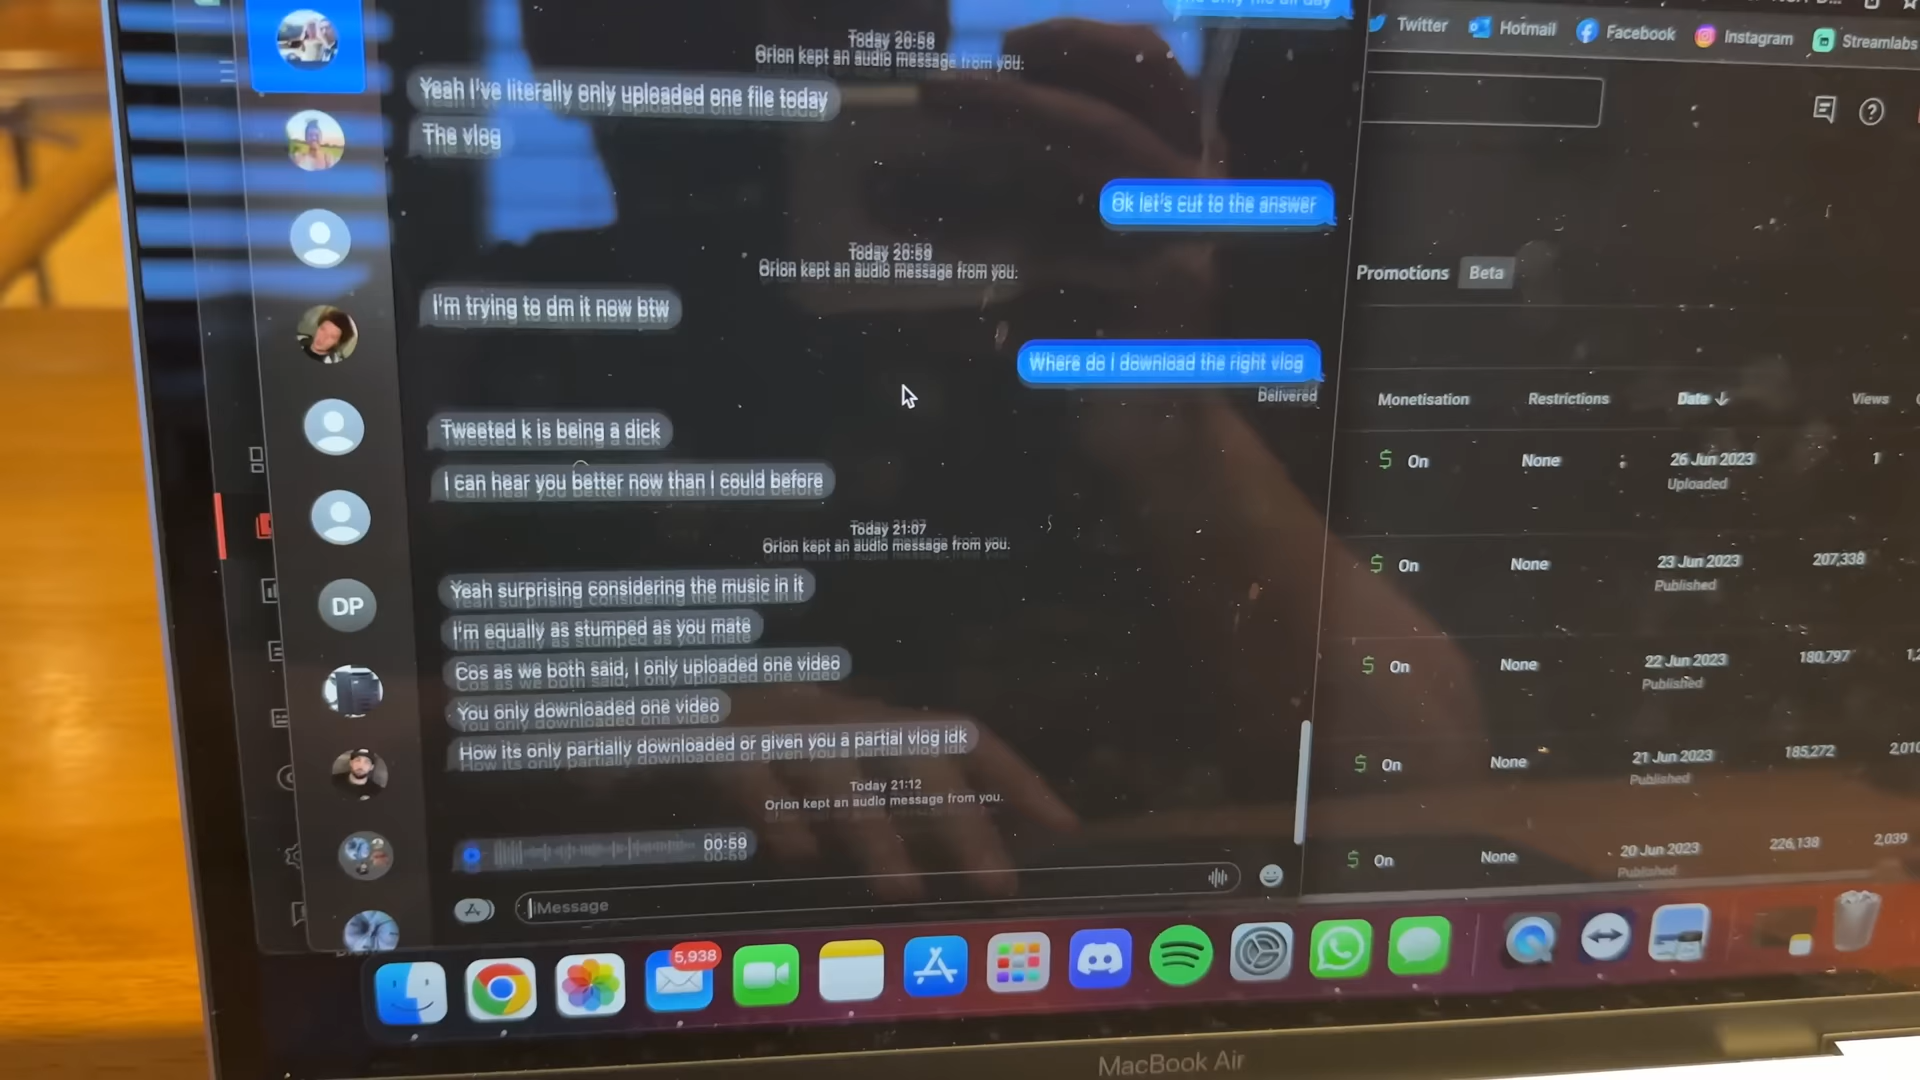 Twitter
Hotmail
Facebook
Instagram
Streamlabs
Today 20:58
Orion kept an audio message from you.
Yeah I've literally only uploaded one file today
The vlog
Ok let's cut to the answer
Today 20:59
Orion kept an audio message from you.
I'm trying to dm it now btw
Where do I download the right vlog
Delivered
Tweeted k is being a dick
I can hear you better now than I could before
Today 21:07
Orion kept an audio message from you.
Yeah surprising considering the music in it
I'm equally as stumped as you mate
Cos as we both said, I only uploaded one video
You only downloaded one video
How its only partially downloaded or given you a partial vlog idk
Today 21:12
Orion kept an audio message from you.
00:59
iMessage
DP
Promotions Beta
Monetisation Restrictions Date Views
On None 26 Jun 2023 1
Uploaded
On None 23 Jun 2023 207,338
Published
On None 22 Jun 2023 180,797
Published
On None 21 Jun 2023 185,272
Published
On None 20 Jun 2023 226,138 2,039
Published
5,938
MacBook Air